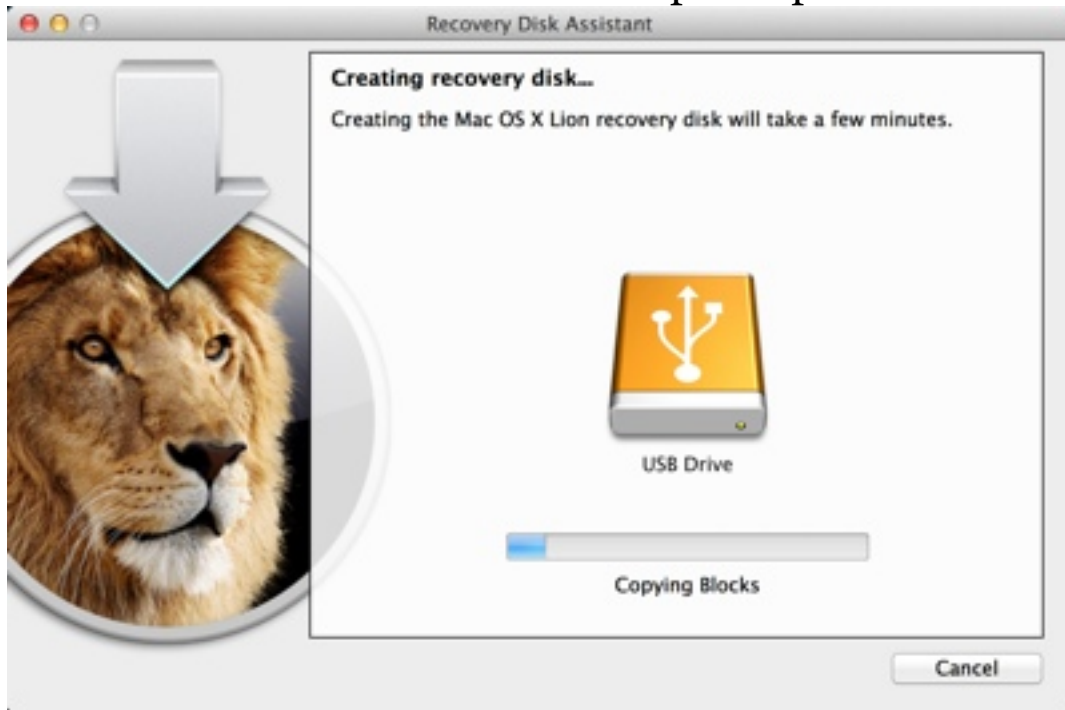 Recovery Disk Assistant
Creating recovery disk...
Creating the Mac OS X Lion recovery disk will take a few minutes.
USB Drive
Copying Blocks
Cancel